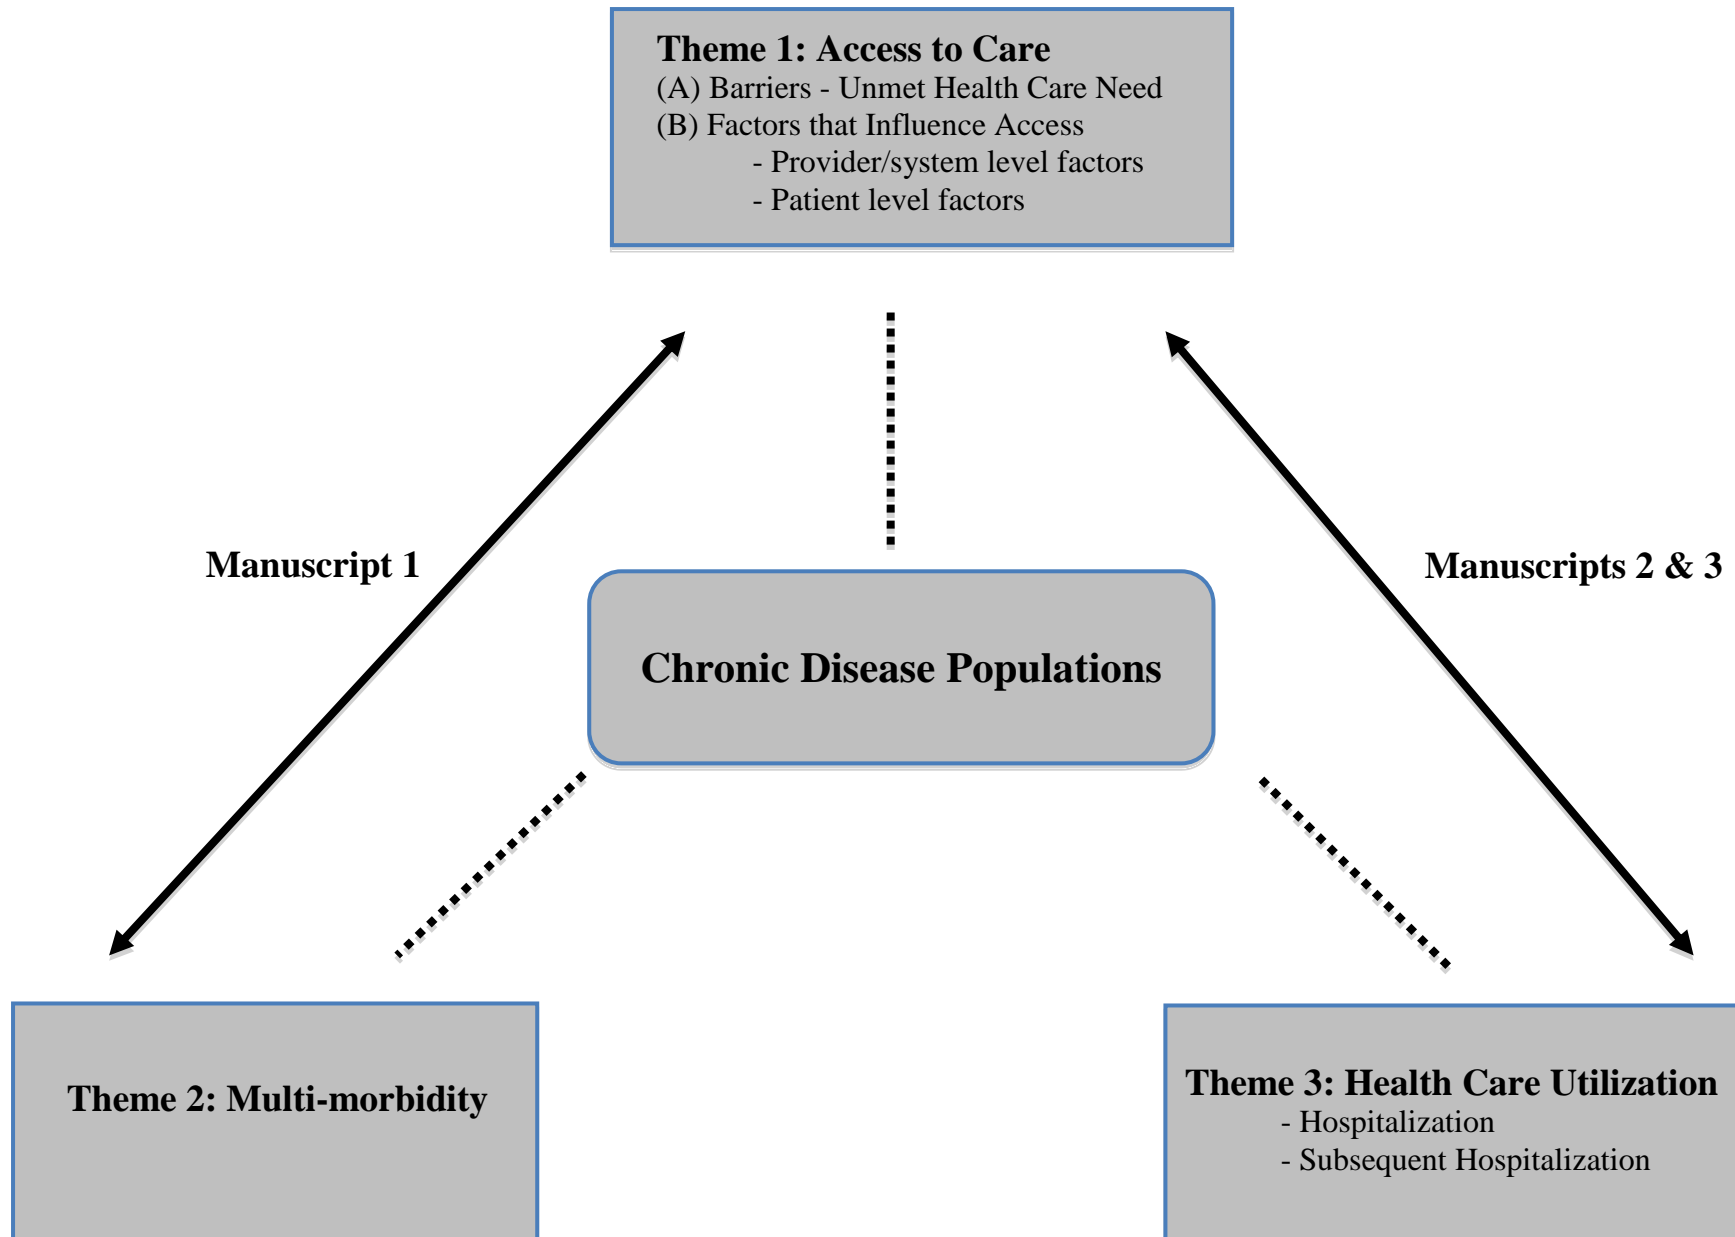 Theme 1: Access to Care
(A) Barriers - Unmet Health Care Need
(B) Factors that Influence Access
- Provider/system level factors
- Patient level factors
Manuscript 1
Manuscripts 2 & 3
Chronic Disease Populations
Theme 2: Multi-morbidity
Theme 3: Health Care Utilization
- Hospitalization
- Subsequent Hospitalization